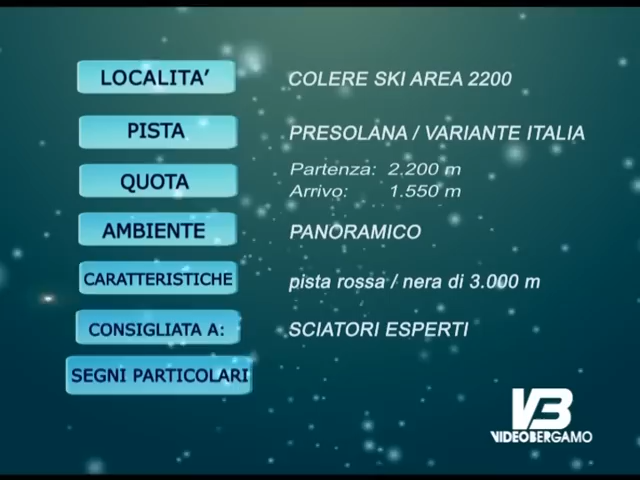 LOCALITA' COLERE SKI AREA 2200
PISTA PRESOLANA / VARIANTE ITALIA
QUOTA Partenza: 2.200 m
Arrivo: 1.550 m
AMBIENTE PANORAMICO
CARATTERISTICHE pista rossa / nera di 3.000 m
CONSIGLIATA A: SCIATORI ESPERTI
SEGNI PARTICOLARI
VB
VIDEOBERGAMO